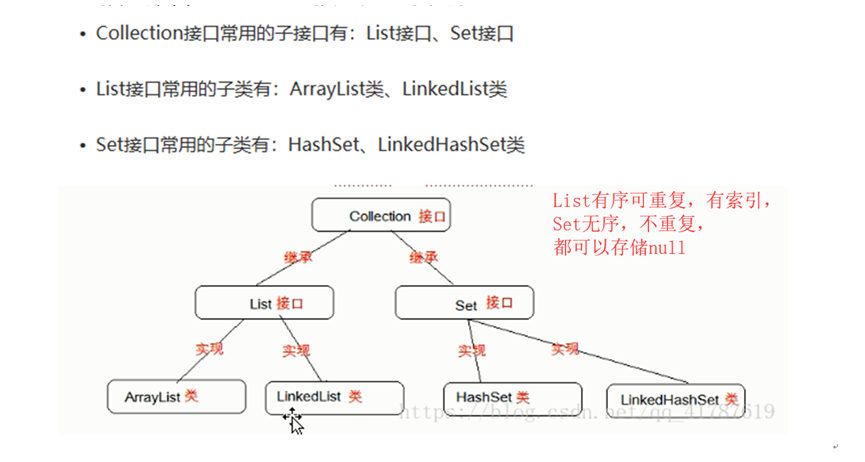 • Collection接口常用的子接口有：List接口、Set接口
• List接口常用的子类有：ArrayList类、LinkedList类
• Set接口常用的子类有：HashSet、LinkedHashSet类
List有序可重复，有索引，
Set无序，不重复，
都可以存储null
Collection 接口
继承 继承
List 接口 Set 接口
实现 实现 实现 实现
ArrayList 类 LinkedList 类 HashSet 类 LinkedHashSet 类
https://blog.csdn.net/qq_41787619